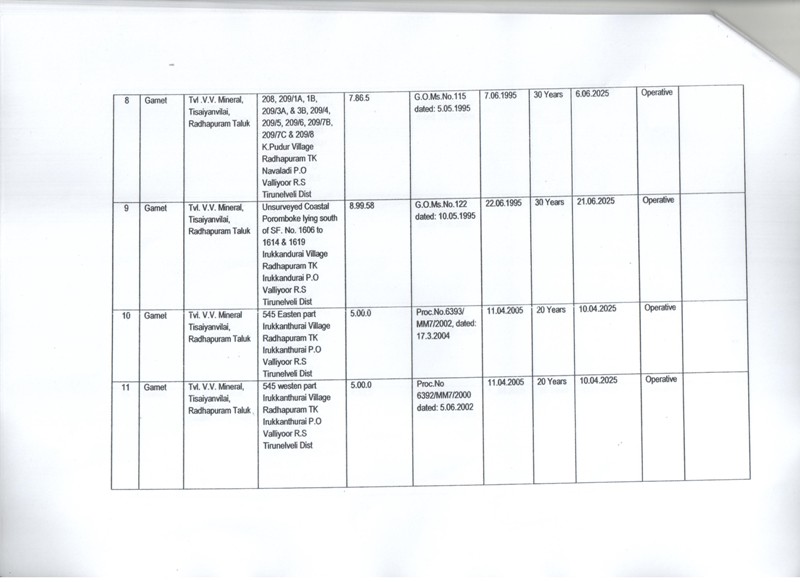 8
Garnet
Tvl .V.V. Mineral,
Tisaiyanvilai,
Radhapuram Taluk
208, 209/1A, 1B,
209/3A, & 3B, 209/4,
209/5, 209/6, 209/7B,
209/7C & 209/8
K.Pudur Village
Radhapuram TK
Navaladi P.O
Valliyoor R.S
Tirunelveli Dist
7.86.5
G.O.Ms.No.115
dated: 5.05.1995
7.06.1995
30 Years
6.06.2025
Operative
9
Garnet
Tvl. V.V. Mineral,
Tisaiyanvilai,
Radhapuram Taluk
Unsurveyed Coastal
Poromboke lying south
of SF. No. 1606 to
1614 & 1619
Irukkandurai Village
Radhapuram TK
Irukkandurai P.O
Valliyoor R.S
Tirunelveli Dist
8.99.58
G.O.Ms.No.122
dated: 10.05.1995
22.06.1995
30 Years
21.06.2025
Operative
10
Garnet
Tvl. V.V. Mineral
Tisaiyanvilai,
Radhapuram Taluk
545 Easten part
Irukkanthurai Village
Radhapuram TK
Irukkanthurai P.O
Valliyoor R.S
Tirunelveli Dist
5.00.0
Proc.No.6393/
MM7/2002, dated:
17.3.2004
11.04.2005
20 Years
10.04.2025
Operative
11
Garnet
Tvl. V.V. Mineral,
Tisaiyanvilai,
Radhapuram Taluk
545 westen part
Irukkanthurai Village
Radhapuram TK
Irukkanthurai P.O
Valliyoor R.S
Tirunelveli Dist
5.00.0
Proc.No
6392/MM7/2000
dated: 5.06.2002
11.04.2005
20 Years
10.04.2025
Operative